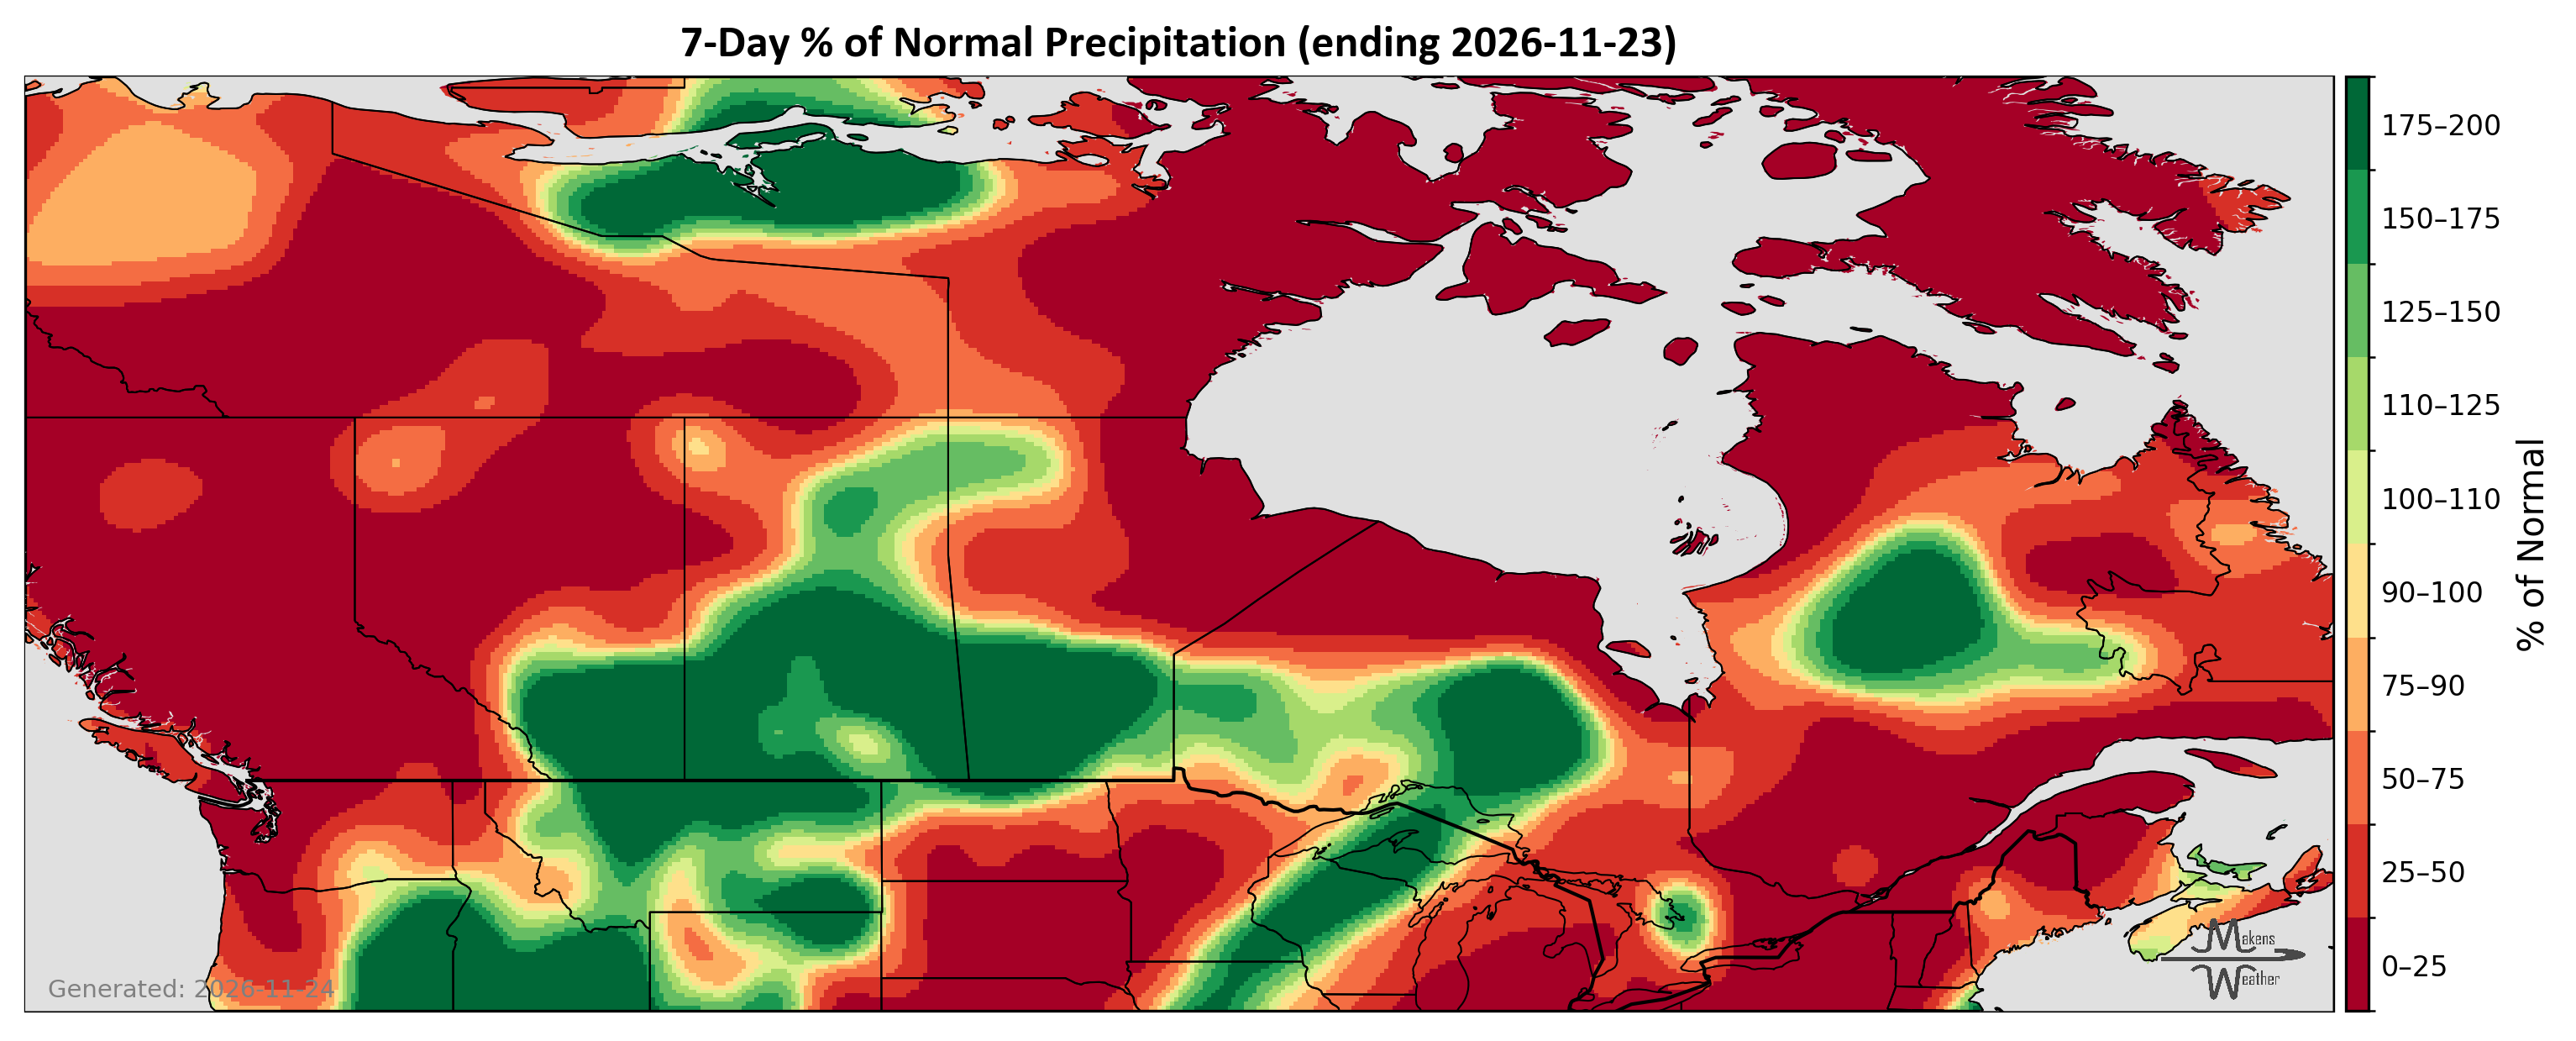 7-Day % of Normal Precipitation (ending 2026-11-23)
175–200
150–175
125–150
110–125
100–110
90–100
75–90
50–75
25–50
0–25
% of Normal
Generated: 2026-11-24
Makens
Weather